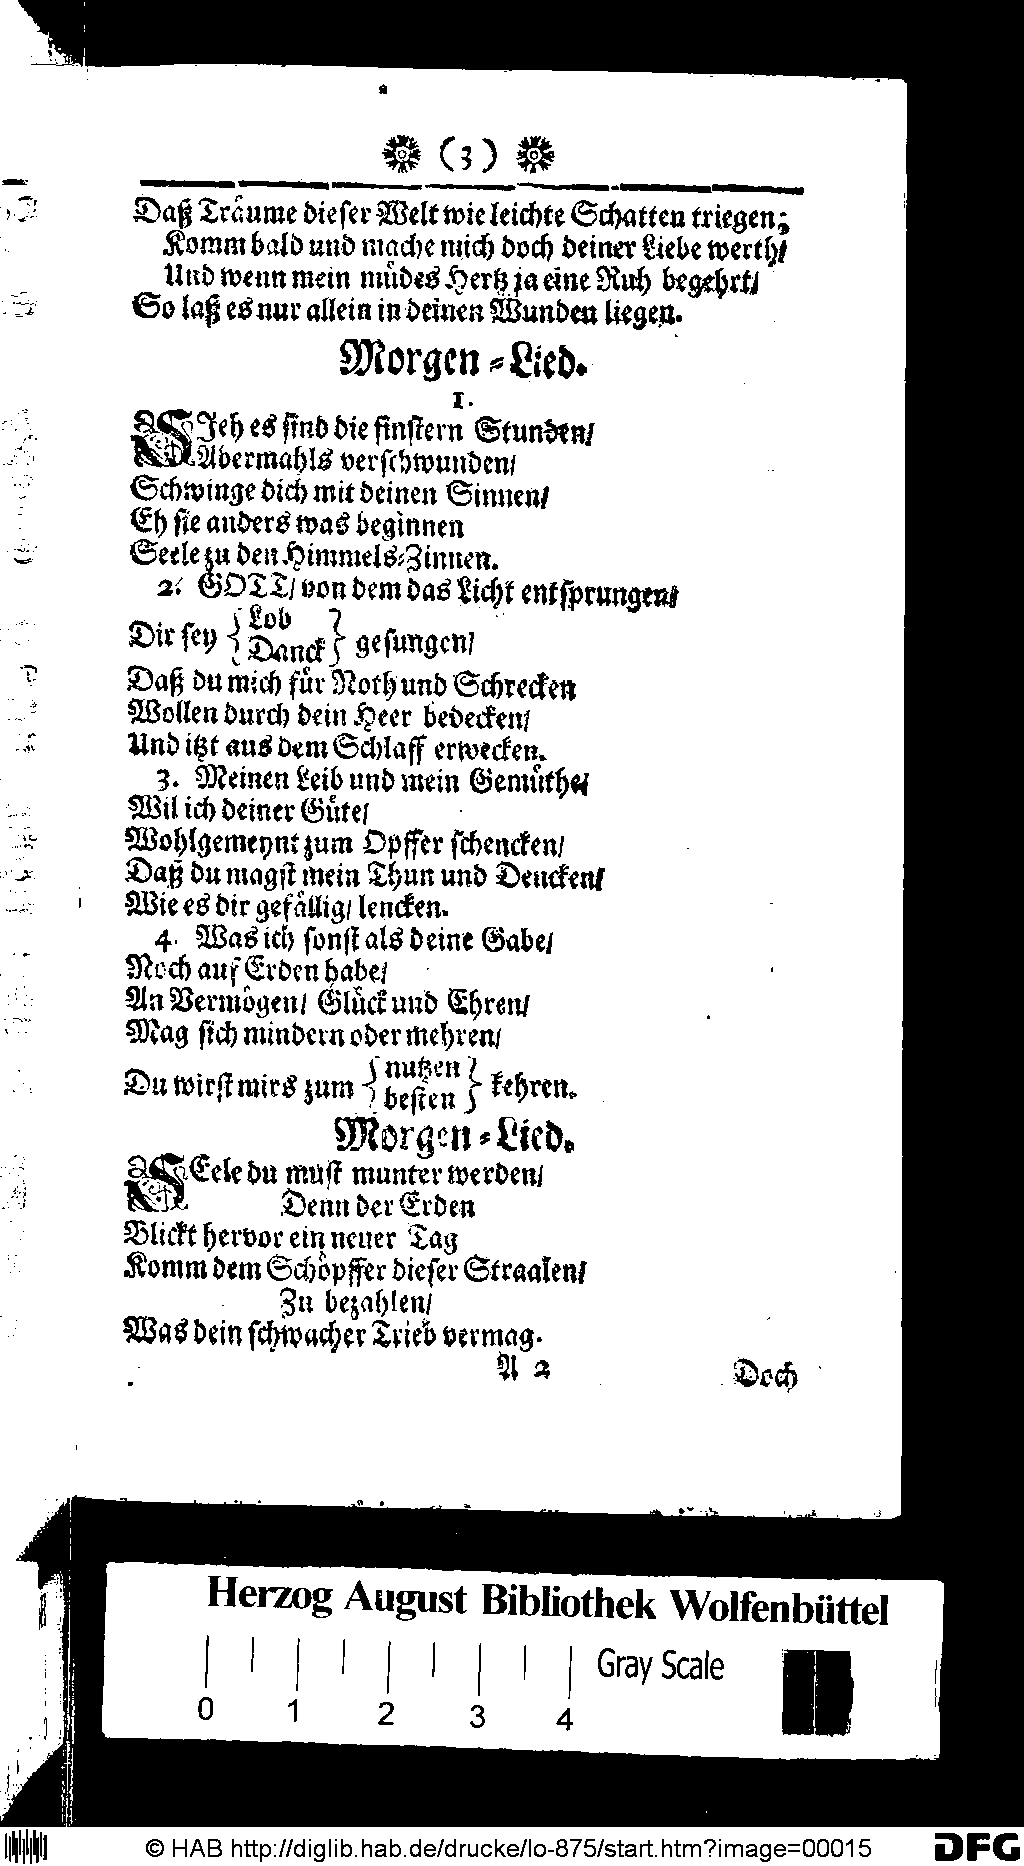 (3)
Daß Träume dieser Welt wie leichte Schatten triegen;
Komm bald und mache mich doch deiner Liebe werth/
Und wenn mein müdes Hertz ja eine Ruh begehrt/
So laß es nur allein in deinen Wunden liegen.
Morgen-Lied.
1.
SJeh es sind die finstern Stunden/
Abermahls verschwunden/
Schwinge dich mit deinen Sinnen/
Eh sie anders was beginnen
Seele zu den Himmels-Zinnen.
2. GOTT/ von dem das Licht entsprungen/
Dir sey { Lob
Danck } gesungen/
Daß du mich für Noth und Schrecken
Wollen durch dein Heer bedecken/
Und itzt aus dem Schlaff erwecken.
3. Meinen Leib und mein Gemüthe/
Wil ich deiner Güte/
Wohlgemeynt zum Opffer schencken/
Daß du magst mein Thun und Dencken/
Wie es dir gefällig/ lencken.
4. Was ich sonst als deine Gabe/
Noch auf Erden habe/
An Vermögen/ Glück und Ehren/
Mag sich mindern oder mehren/
Du wirst mirs zum { nutzen
besten } kehren.
Morgen-Lied.
SEele du must munter werden/
Denn der Erden
Blickt hervor ein neuer Tag
Komm dem Schöpffer dieser Straalen/
Zu bezahlen/
Was dein schwacher Trieb vermag.
A 2 Doch
Herzog August Bibliothek Wolfenbüttel
Gray Scale
0 1 2 3 4
© HAB http://diglib.hab.de/drucke/lo-875/start.htm?image=00015
DFG